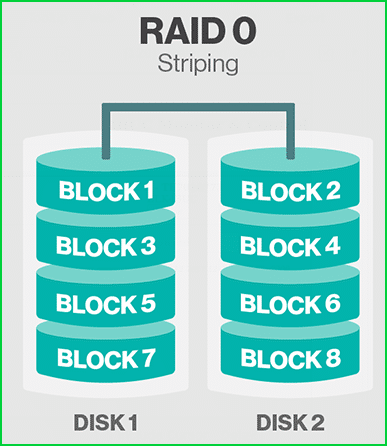 RAID 0
Striping
BLOCK 1
BLOCK 2
BLOCK 3
BLOCK 4
BLOCK 5
BLOCK 6
BLOCK 7
BLOCK 8
DISK 1
DISK 2